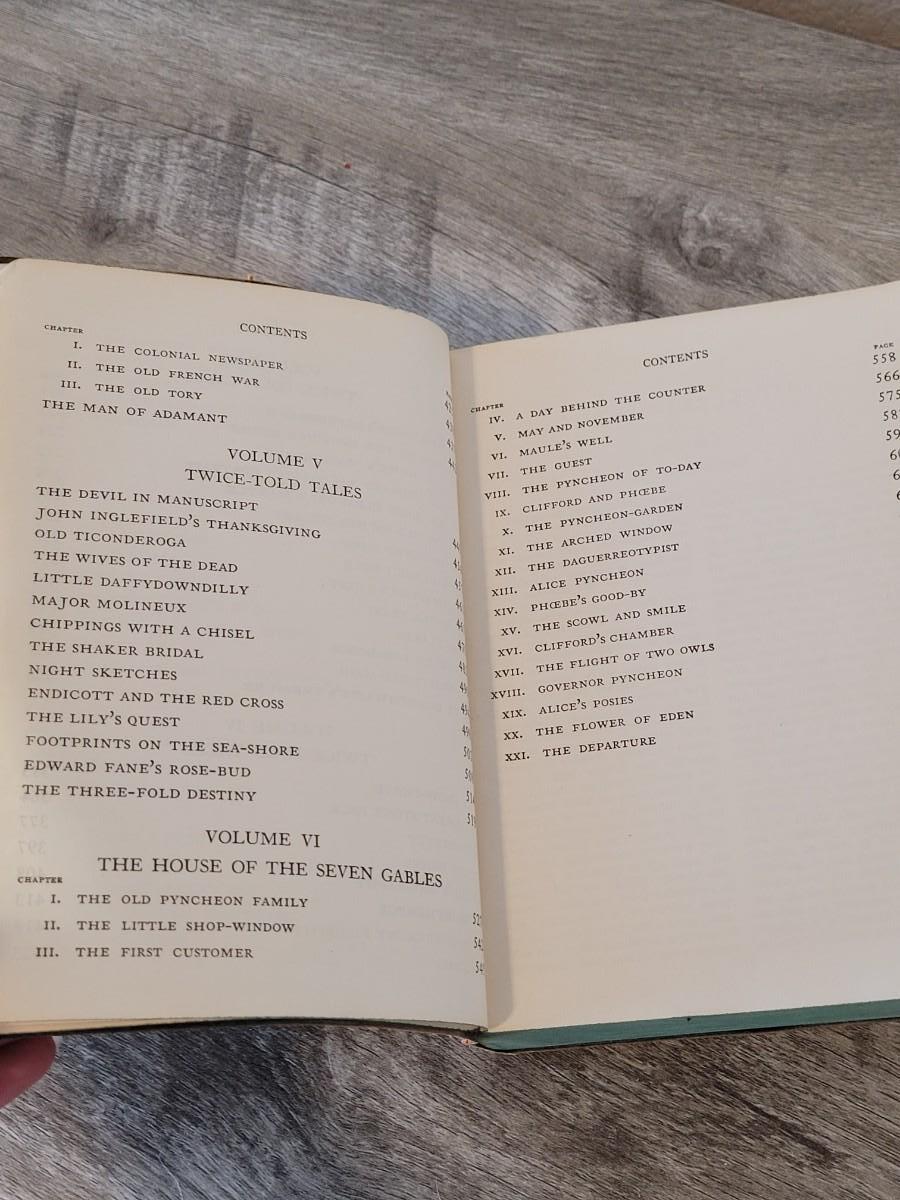 CONTENTS
CHAPTER
I. THE COLONIAL NEWSPAPER
II. THE OLD FRENCH WAR
III. THE OLD TORY
THE MAN OF ADAMANT
VOLUME V
TWICE-TOLD TALES
THE DEVIL IN MANUSCRIPT
JOHN INGLEFIELD'S THANKSGIVING
OLD TICONDEROGA
THE WIVES OF THE DEAD
LITTLE DAFFYDOWNDILLY
MAJOR MOLINEUX
CHIPPINGS WITH A CHISEL
THE SHAKER BRIDAL
NIGHT SKETCHES
ENDICOTT AND THE RED CROSS
THE LILY'S QUEST
FOOTPRINTS ON THE SEA-SHORE
EDWARD FANE'S ROSE-BUD
THE THREE-FOLD DESTINY
VOLUME VI
THE HOUSE OF THE SEVEN GABLES
CHAPTER
I. THE OLD PYNCHEON FAMILY
II. THE LITTLE SHOP-WINDOW
III. THE FIRST CUSTOMER
CONTENTS
CHAPTER PAGE
IV. A DAY BEHIND THE COUNTER 558
V. MAY AND NOVEMBER 566
VI. MAULE'S WELL 575
VII. THE GUEST
VIII. THE PYNCHEON OF TO-DAY
IX. CLIFFORD AND PHŒBE
X. THE PYNCHEON-GARDEN
XI. THE ARCHED WINDOW
XII. THE DAGUERREOTYPIST
XIII. ALICE PYNCHEON
XIV. PHŒBE'S GOOD-BY
XV. THE SCOWL AND SMILE
XVI. CLIFFORD'S CHAMBER
XVII. THE FLIGHT OF TWO OWLS
XVIII. GOVERNOR PYNCHEON
XIX. ALICE'S POSIES
XX. THE FLOWER OF EDEN
XXI. THE DEPARTURE